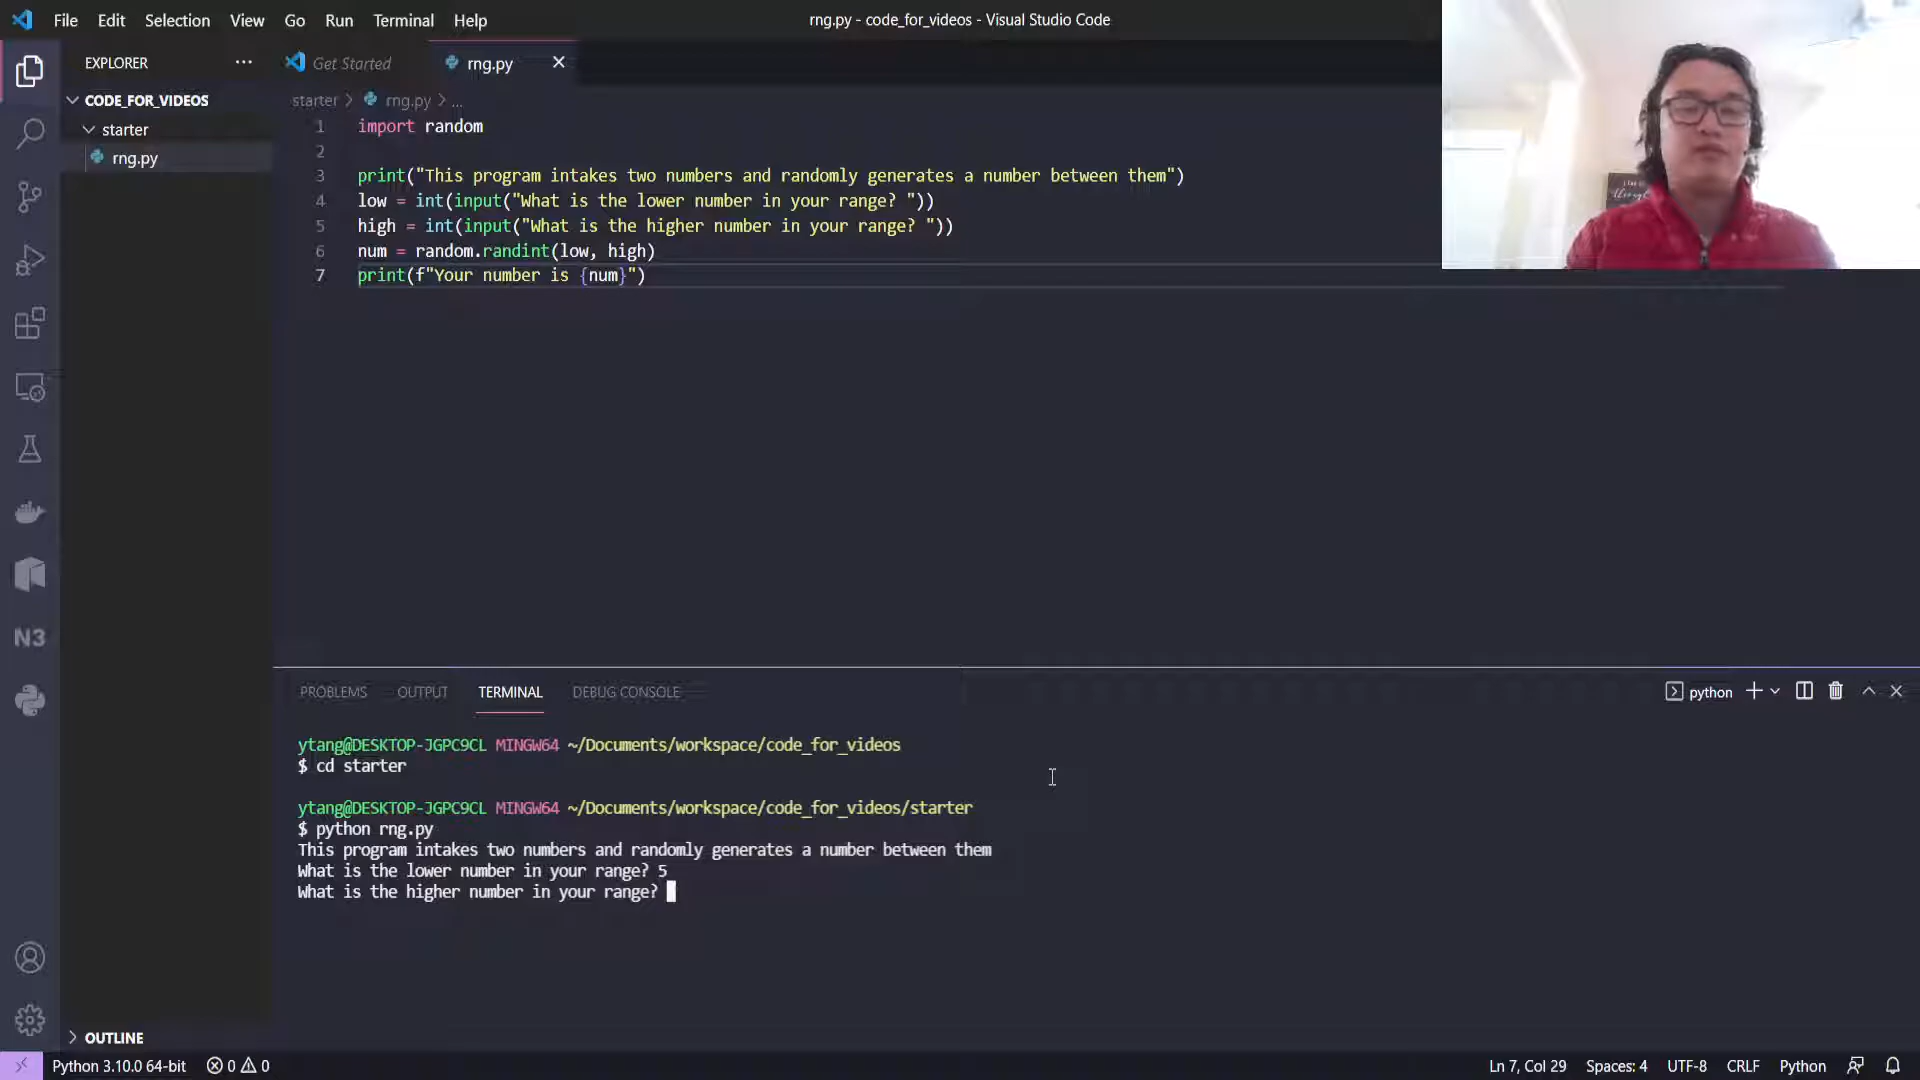 File Edit Selection View Go Run Terminal Help
rng.py - code_for_videos - Visual Studio Code
EXPLORER
Get Started
rng.py
CODE_FOR_VIDEOS
starter
rng.py
starter > rng.py > ...
1 import random
2
3 print("This program intakes two numbers and randomly generates a number between them")
4 low = int(input("What is the lower number in your range? "))
5 high = int(input("What is the higher number in your range? "))
6 num = random.randint(low, high)
7 print(f"Your number is {num}")
N3
PROBLEMS OUTPUT TERMINAL DEBUG CONSOLE
python
ytang@DESKTOP-JGPC9CL MINGW64 ~/Documents/workspace/code_for_videos
$ cd starter
ytang@DESKTOP-JGPC9CL MINGW64 ~/Documents/workspace/code_for_videos/starter
$ python rng.py
This program intakes two numbers and randomly generates a number between them
What is the lower number in your range? 5
What is the higher number in your range?
OUTLINE
Python 3.10.0 64-bit 0 0
Ln 7, Col 29 Spaces: 4 UTF-8 CRLF Python